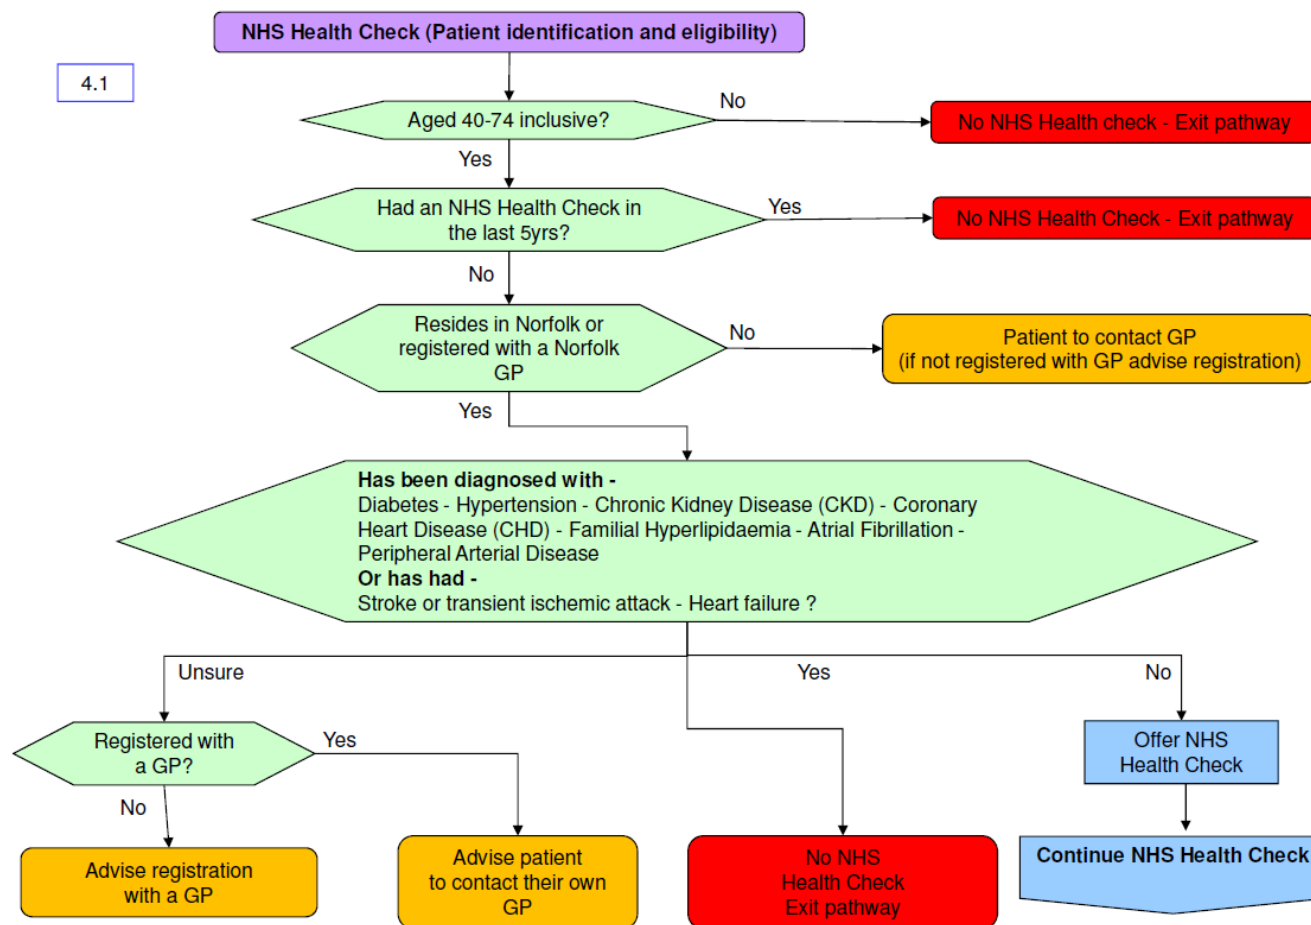 NHS Health Check (Patient identification and eligibility)
4.1
Aged 40-74 inclusive?
No
No NHS Health check - Exit pathway
Yes
Had an NHS Health Check in
the last 5yrs?
Yes
No NHS Health Check - Exit pathway
No
Resides in Norfolk or
registered with a Norfolk
GP
No
Patient to contact GP
(if not registered with GP advise registration)
Yes
Has been diagnosed with -
Diabetes - Hypertension - Chronic Kidney Disease (CKD) - Coronary
Heart Disease (CHD) - Familial Hyperlipidaemia - Atrial Fibrillation -
Peripheral Arterial Disease
Or has had -
Stroke or transient ischemic attack - Heart failure ?
Unsure
Yes
No
Registered with
a GP?
Yes
No
Offer NHS
Health Check
Advise registration
with a GP
Advise patient
to contact their own
GP
No NHS
Health Check
Exit pathway
Continue NHS Health Check